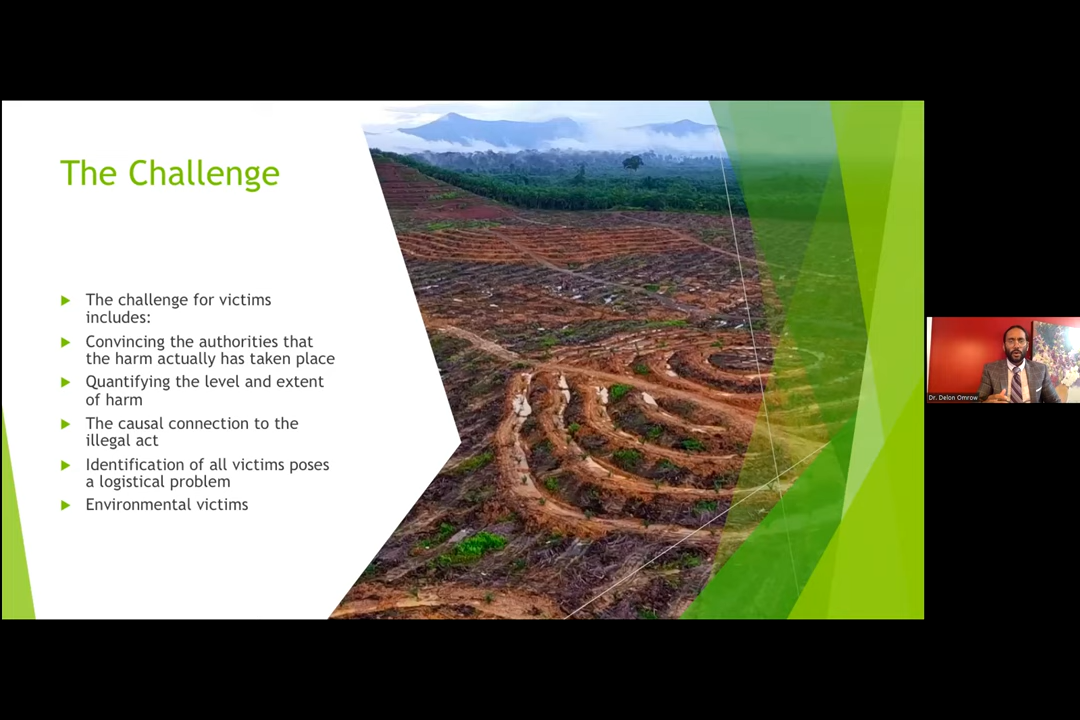 The Challenge
The challenge for victims
includes:
Convincing the authorities that
the harm actually has taken place
Quantifying the level and extent
of harm
The causal connection to the
illegal act
Identification of all victims poses
a logistical problem
Environmental victims
Dr. Delon Omrow